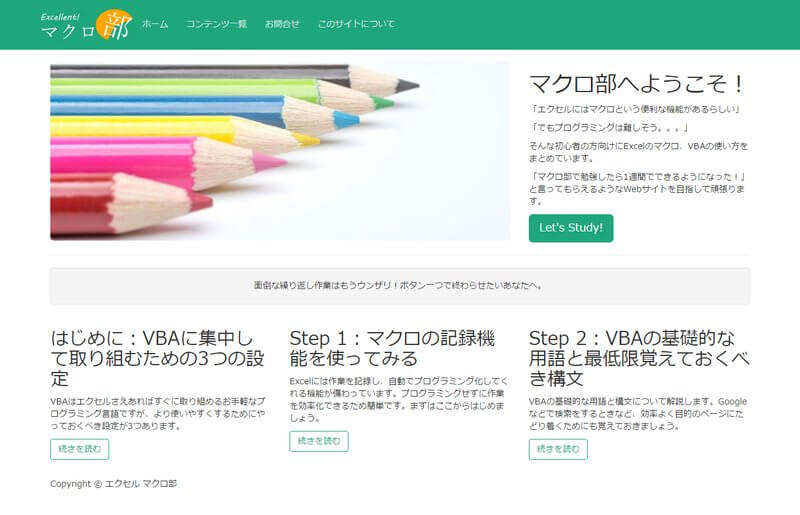 Excellent!
マクロ部
ホーム コンテンツ一覧 お問合せ このサイトについて
マクロ部へようこそ！
「エクセルにはマクロという便利な機能があるらしい」
「でもプログラミングは難しそう。。。」
そんな初心者の方向けにExcelのマクロ、VBAの使い方を
まとめています。
「マクロ部で勉強したら1週間でできるようになった！」
と言ってもらえるようなWebサイトを目指して頑張りま
す。
Let's Study!
面倒な繰り返し作業はもうウンザリ！ボタン一つで終わらせたいあなたへ。
はじめに：VBAに集中し
て取り組むための3つの設
定
VBAはエクセルさえあればすぐに取り組めるお手軽なプ
ログラミング言語ですが、より使いやすくするためにや
っておくべき設定が3つあります。
続きを読む
Step 1：マクロの記録機
能を使ってみる
Excelには作業を記録し、自動でプログラミング化してく
れる機能が備わっています。プログラミングせずに作業
を効率化できるため簡単です。まずはここからはじめま
しょう。
続きを読む
Step 2：VBAの基礎的な
用語と最低限覚えておくべ
き構文
VBAの基礎的な用語と構文について解説します。Google
などで検索をするときなど、効率よく目的のページにた
どり着くためにも覚えておきましょう。
続きを読む
Copyright © エクセル マクロ部